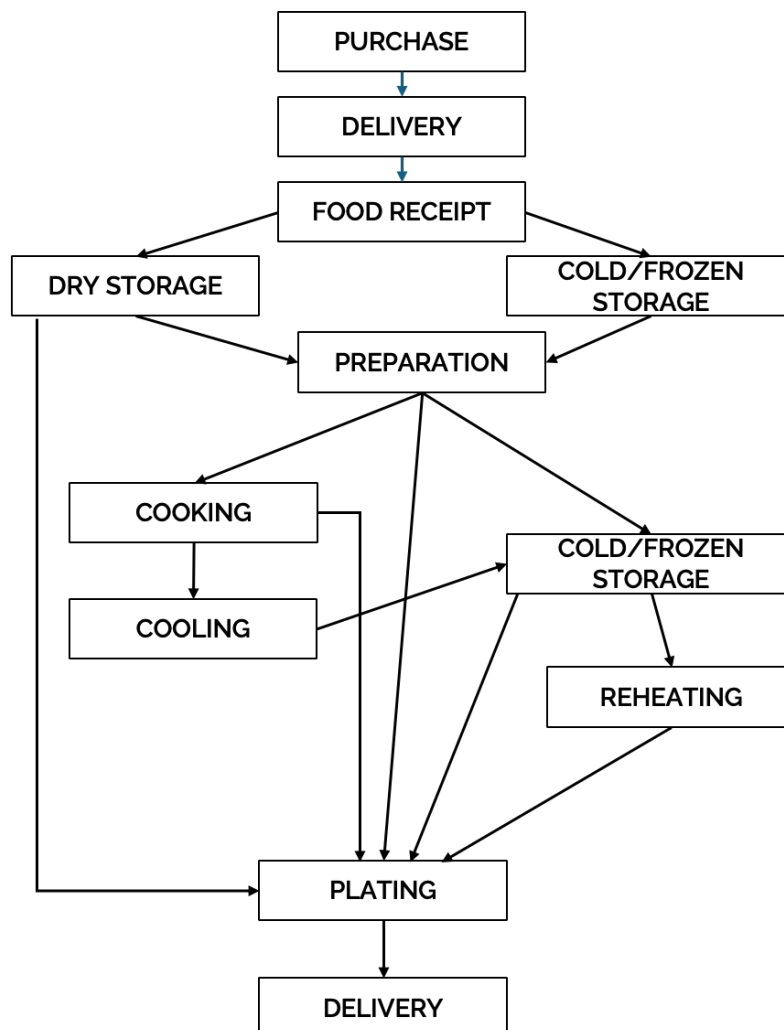 PURCHASE
DELIVERY
FOOD RECEIPT
DRY STORAGE
COLD/FROZEN
STORAGE
PREPARATION
COOKING
COLD/FROZEN
STORAGE
COOLING
REHEATING
PLATING
DELIVERY